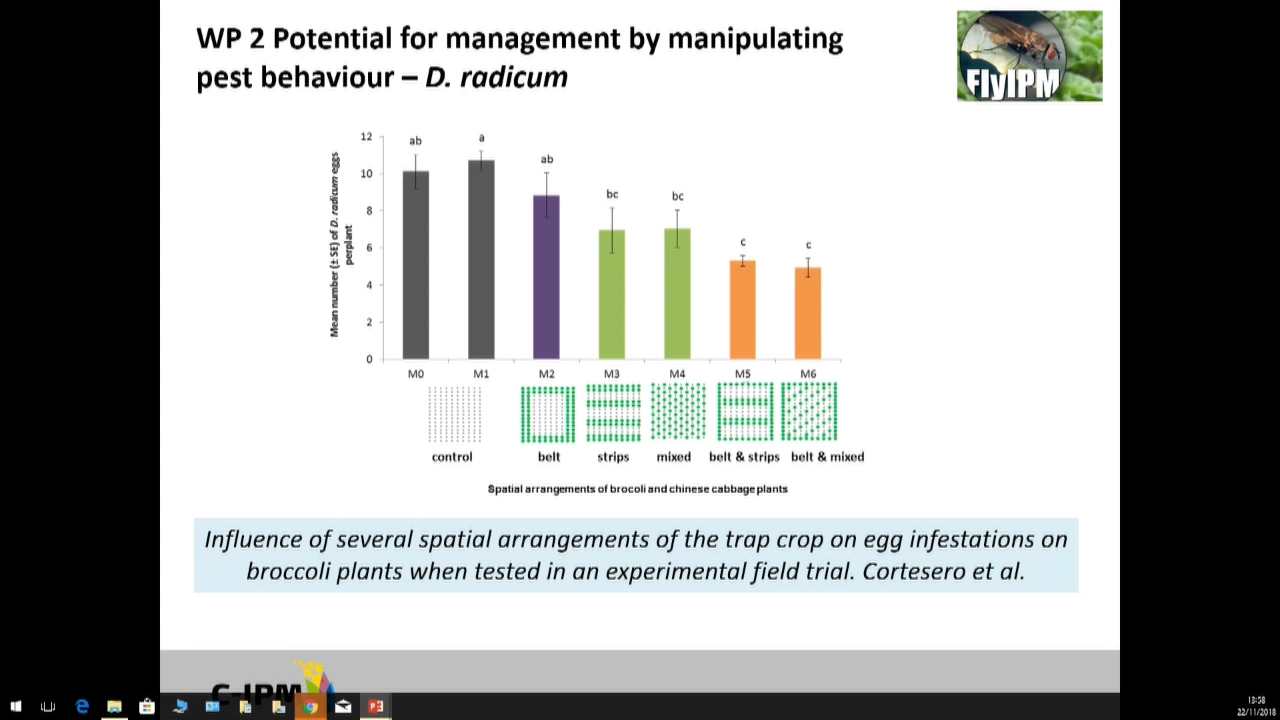 WP 2 Potential for management by manipulating
pest behaviour – D. radicum
FlyIPM
Mean number (± SE) of D. radicum eggs
perplant
12
10
8
6
4
2
0
ab
a
ab
bc
bc
c
c
M0 M1 M2 M3 M4 M5 M6
control belt strips mixed belt & strips belt & mixed
Spatial arrangements of brocoli and chinese cabbage plants
Influence of several spatial arrangements of the trap crop on egg infestations on
broccoli plants when tested in an experimental field trial. Cortesero et al.
C-IPM
13:58
22/11/2018